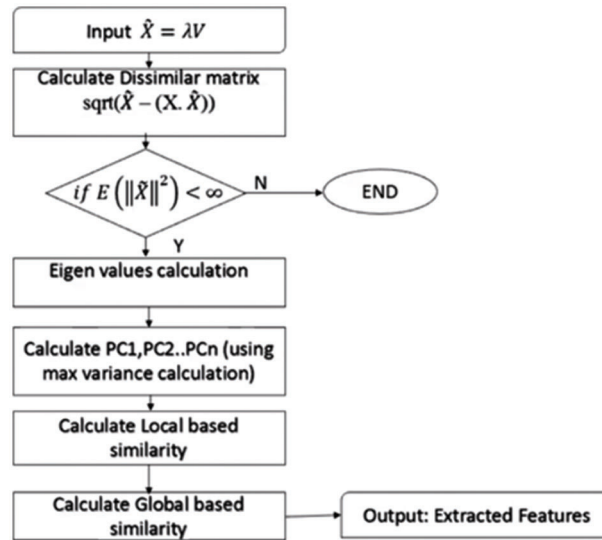 Input X̂ = λV
Calculate Dissimilar matrix
sqrt(X̂ − (X. X̂))
if E (‖X̃‖²) < ∞
N
END
Y
Eigen values calculation
Calculate PC1,PC2..PCn (using
max variance calculation)
Calculate Local based
similarity
Calculate Global based
similarity
Output: Extracted Features